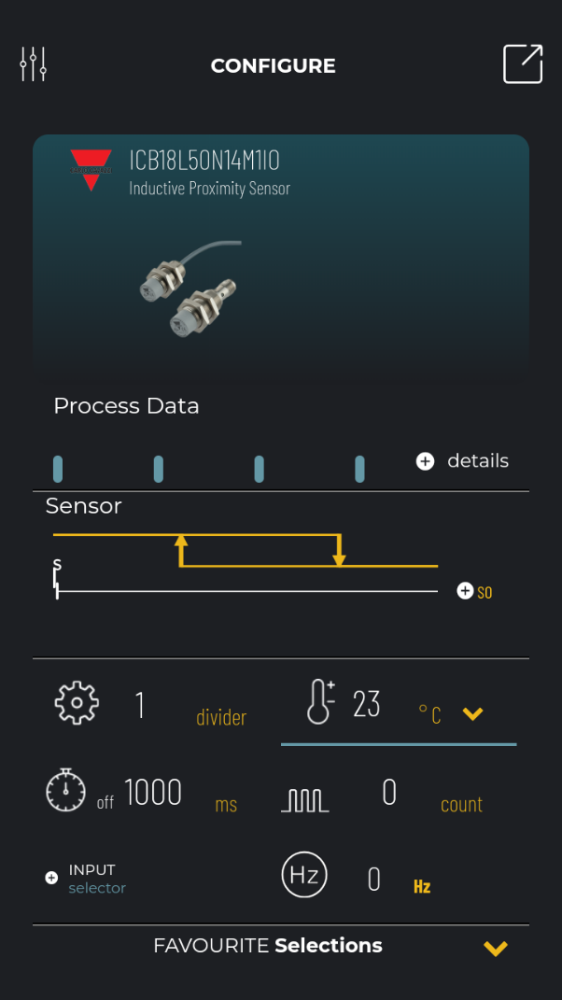 CONFIGURE
ICB18L50N14M1IO
Inductive Proximity Sensor
Process Data
details
Sensor
S
SO
1 divider
23 °C
off 1000 ms
0 count
INPUT
selector
Hz 0 Hz
FAVOURITE Selections